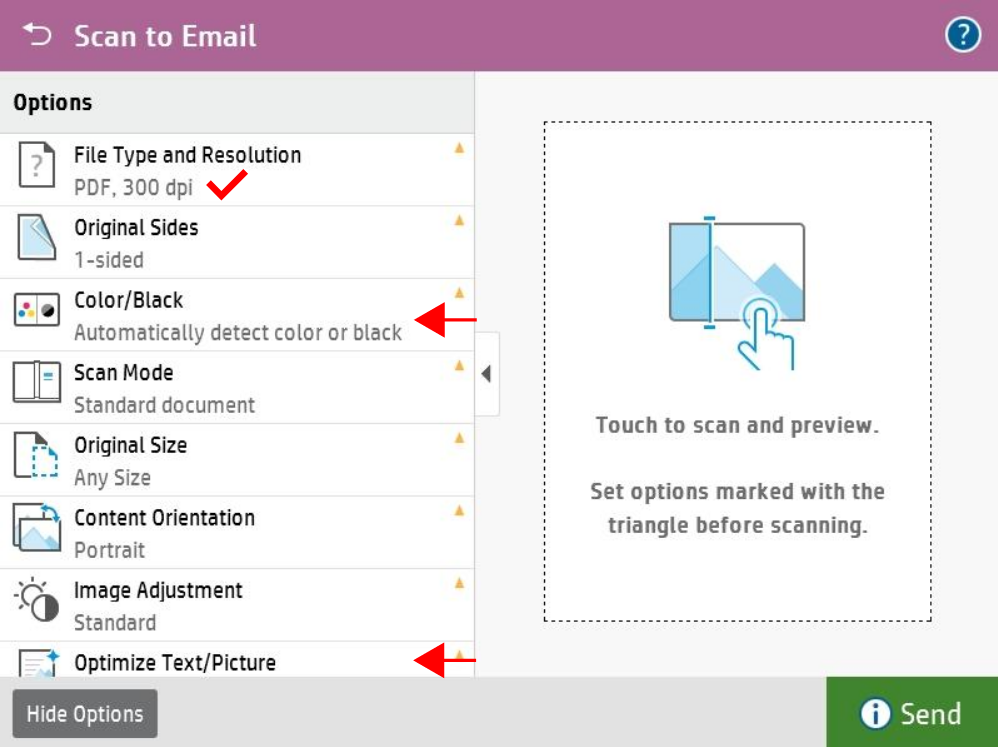 Scan to Email
?
Options
File Type and Resolution
?
PDF, 300 dpi
Original Sides
1-sided
Color/Black
Automatically detect color or black
Scan Mode
Standard document
Original Size
Any Size
Content Orientation
Portrait
Image Adjustment
Standard
Optimize Text/Picture
Touch to scan and preview.
Set options marked with the
triangle before scanning.
Hide Options
i Send